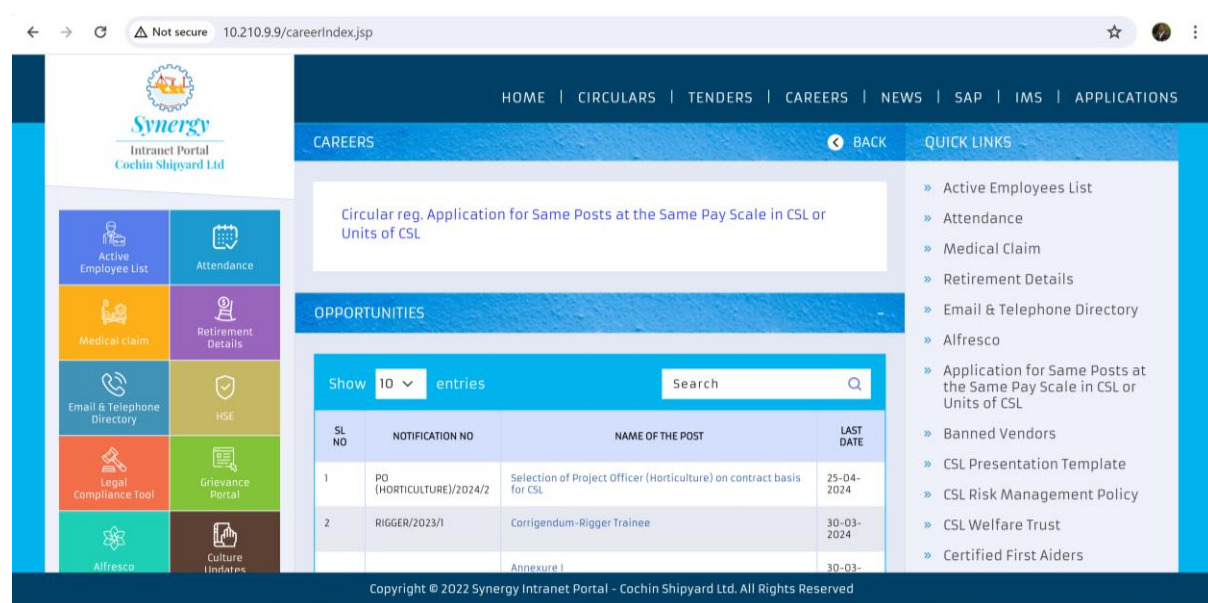 Not secure 10.210.9.9/careerIndex.jsp
Synergy
Intranet Portal
Cochin Shipyard Ltd
HOME | CIRCULARS | TENDERS | CAREERS | NEWS | SAP | IMS | APPLICATIONS
Active
Employee List
Attendance
Medical claim
Retirement
Details
Email & Telephone
Directory
HSE
Legal
Compliance Tool
Grievance
Portal
Alfresco
Culture
Updates
CAREERS
BACK
Circular reg. Application for Same Posts at the Same Pay Scale in CSL or
Units of CSL
OPPORTUNITIES -
Show 10 entries
Search
SL
NO
NOTIFICATION NO
NAME OF THE POST
LAST
DATE
1
PO
(HORTICULTURE)/2024/2
Selection of Project Officer (Horticulture) on contract basis
for CSL
25-04-
2024
2
RIGGER/2023/1
Corrigendum-Rigger Trainee
30-03-
2024
Annexure I
30-03-
QUICK LINKS
» Active Employees List
» Attendance
» Medical Claim
» Retirement Details
» Email & Telephone Directory
» Alfresco
» Application for Same Posts at
the Same Pay Scale in CSL or
Units of CSL
» Banned Vendors
» CSL Presentation Template
» CSL Risk Management Policy
» CSL Welfare Trust
» Certified First Aiders
Copyright © 2022 Synergy Intranet Portal - Cochin Shipyard Ltd. All Rights Reserved